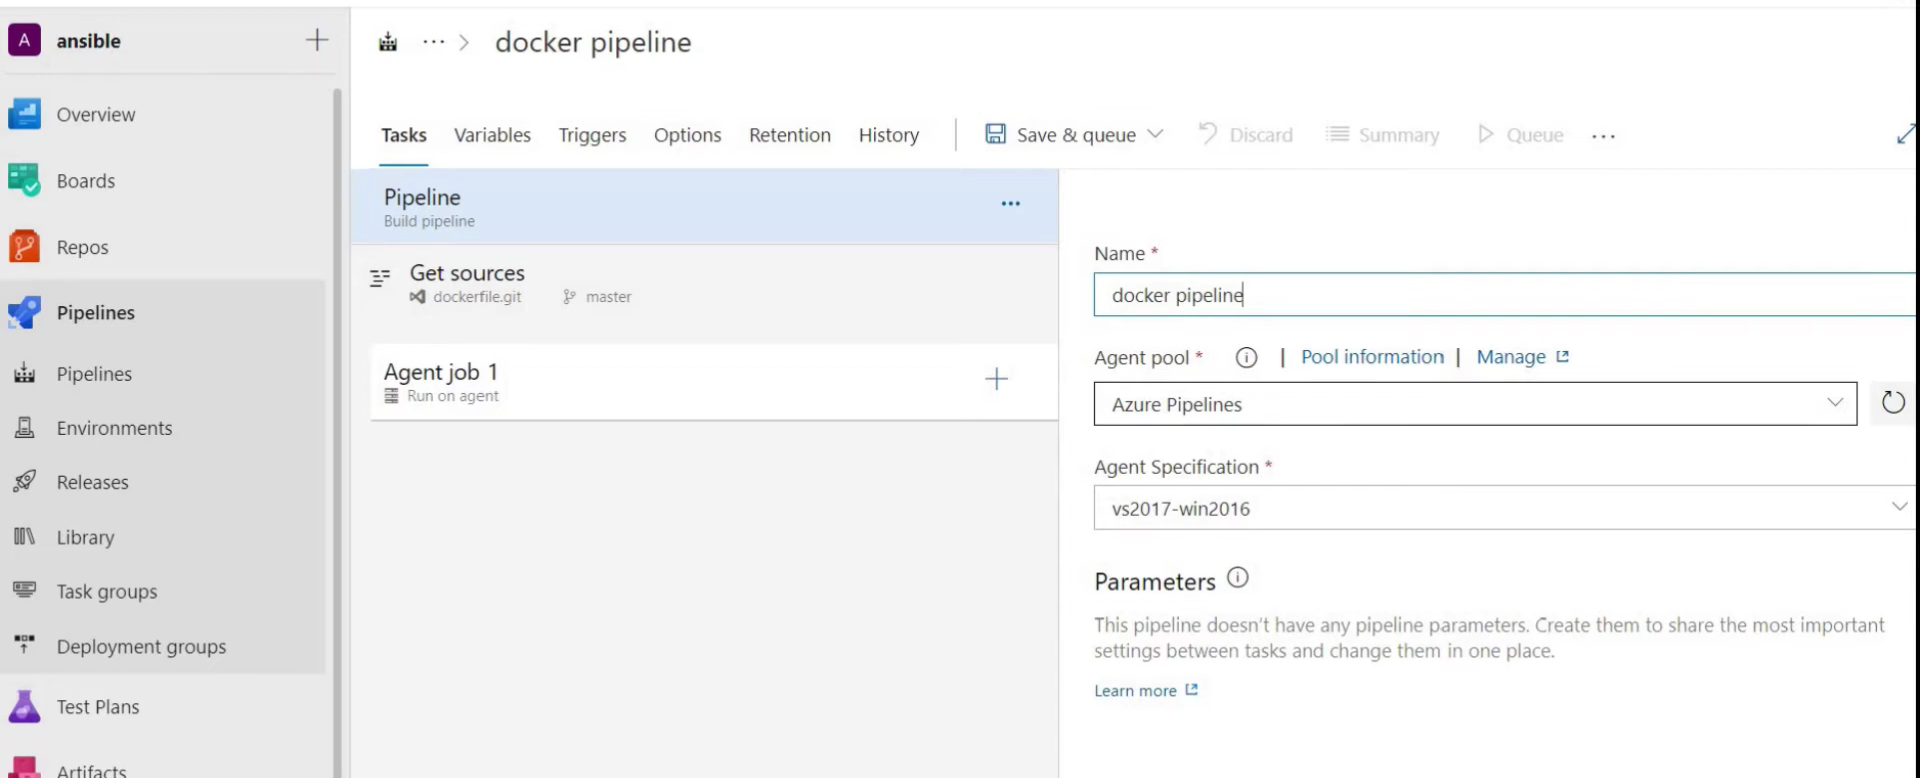 A ansible
Overview
Boards
Repos
Pipelines
Pipelines
Environments
Releases
Library
Task groups
Deployment groups
Test Plans
Artifacts
... > docker pipeline
Tasks Variables Triggers Options Retention History Save & queue Discard Summary Queue ...
Pipeline ...
Build pipeline
Get sources
dockerfile.git master
Agent job 1
Run on agent
Name *
docker pipeline
Agent pool * | Pool information | Manage
Azure Pipelines
Agent Specification *
vs2017-win2016
Parameters
This pipeline doesn't have any pipeline parameters. Create them to share the most important
settings between tasks and change them in one place.
Learn more